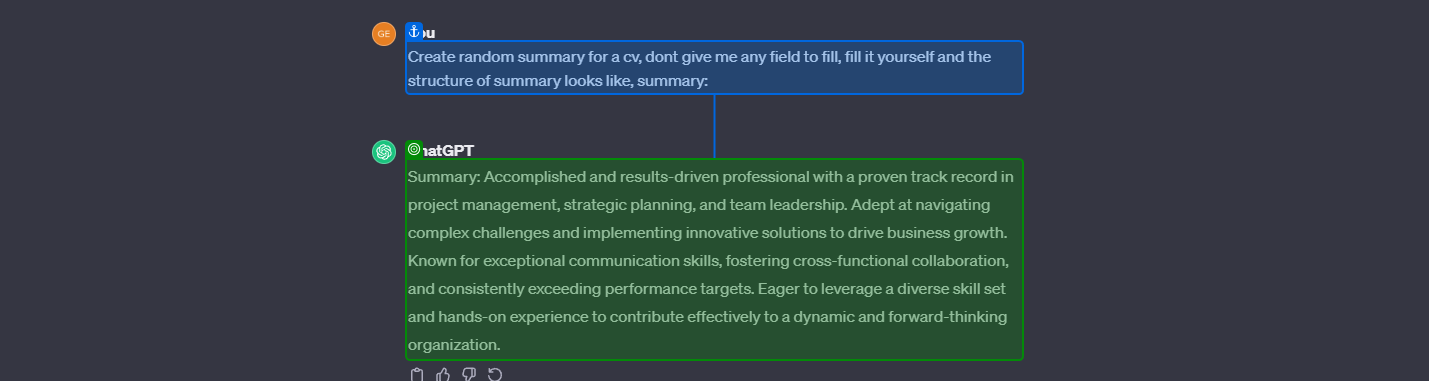 GE
ou
Create random summary for a cv, dont give me any field to fill, fill it yourself and the
structure of summary looks like, summary:
hatGPT
Summary: Accomplished and results-driven professional with a proven track record in
project management, strategic planning, and team leadership. Adept at navigating
complex challenges and implementing innovative solutions to drive business growth.
Known for exceptional communication skills, fostering cross-functional collaboration,
and consistently exceeding performance targets. Eager to leverage a diverse skill set
and hands-on experience to contribute effectively to a dynamic and forward-thinking
organization.